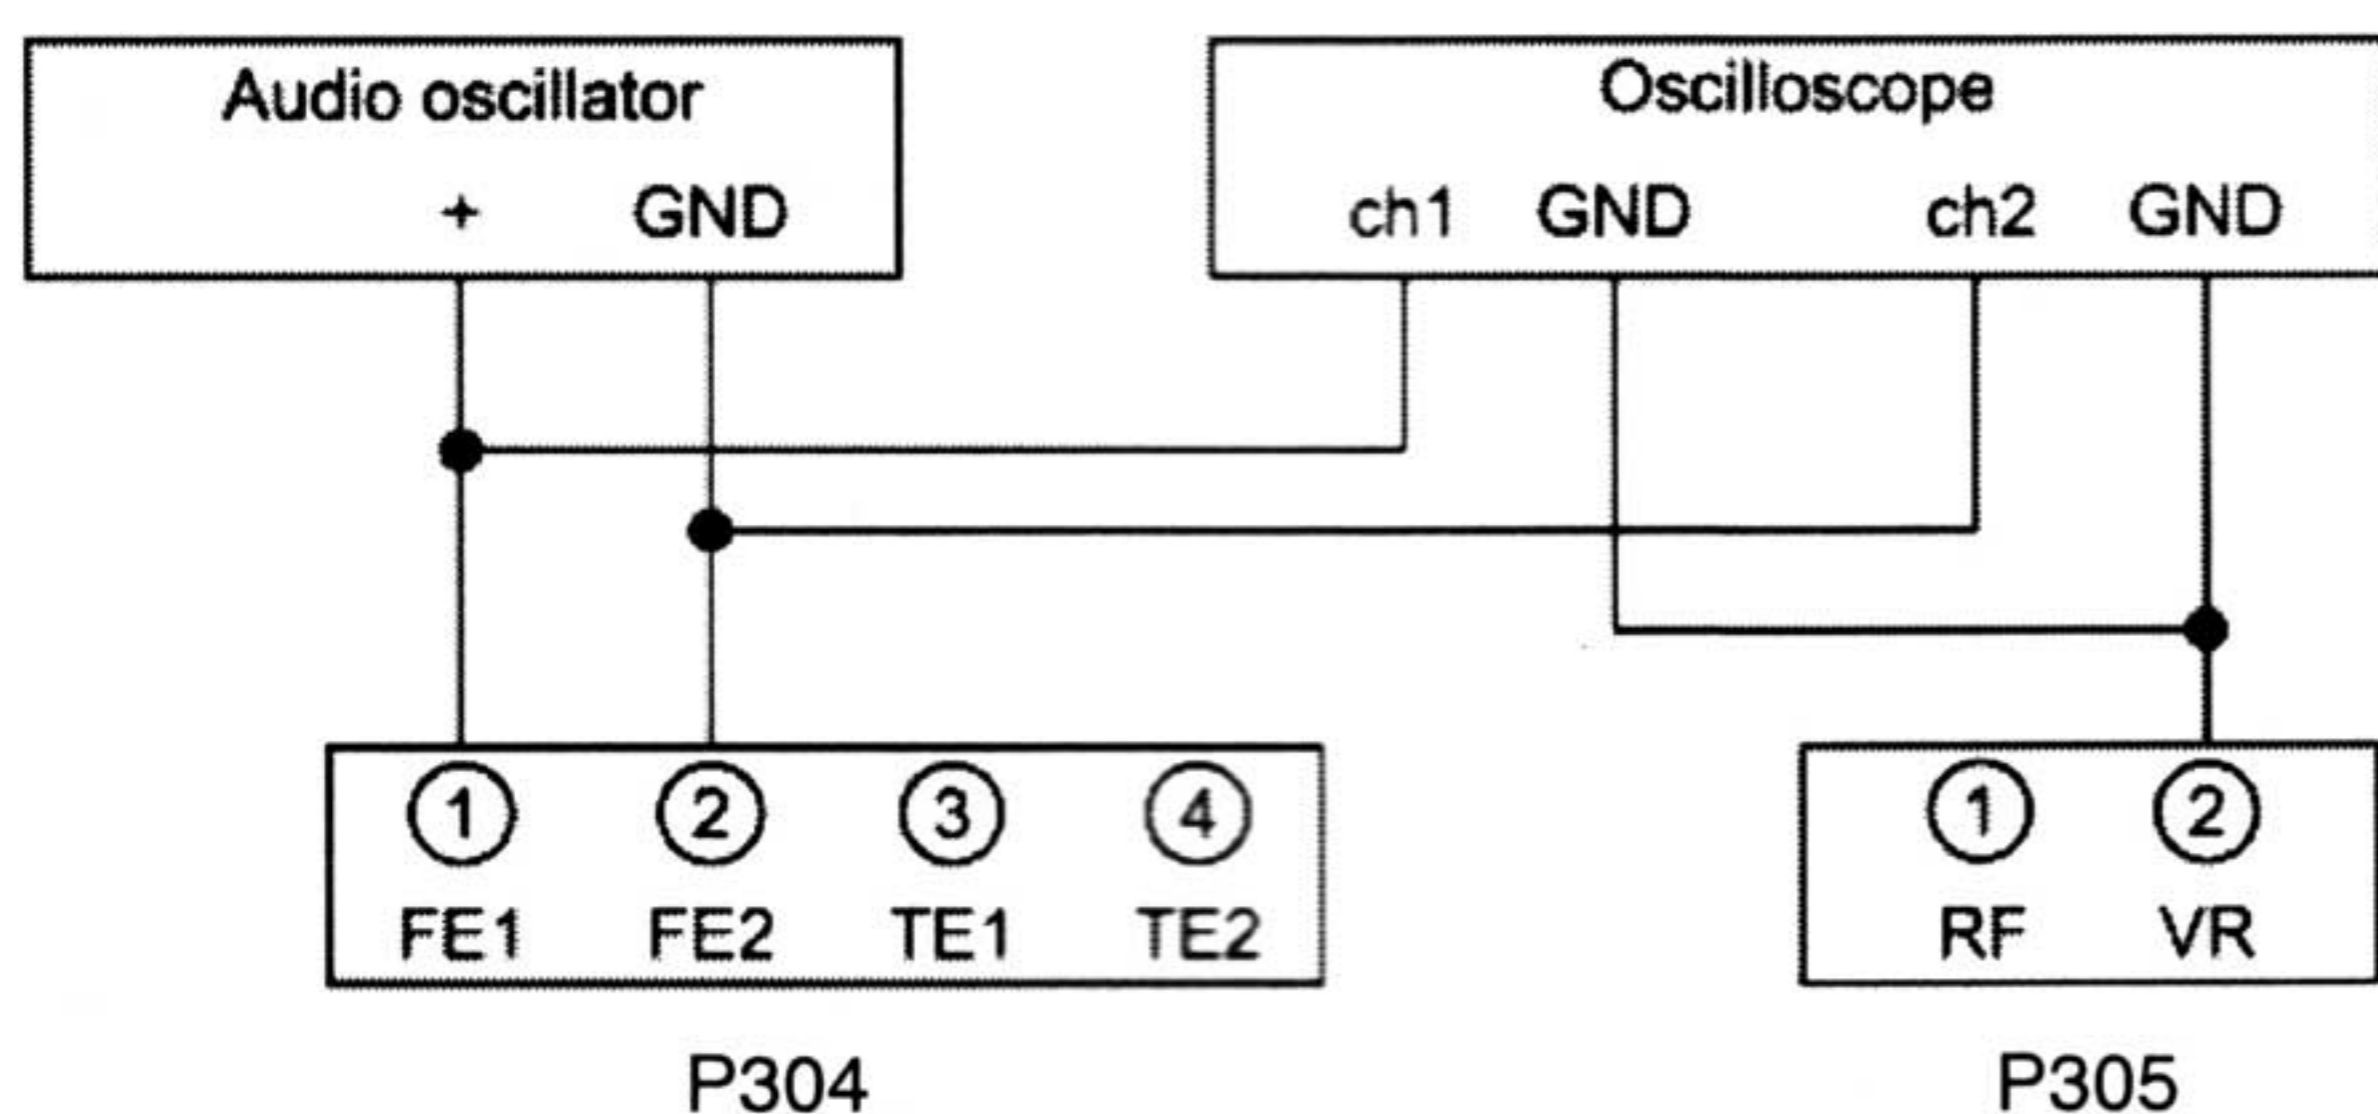 Audio oscillator
+ GND
Oscilloscope
ch1 GND ch2 GND
1 2 3 4
FE1 FE2 TE1 TE2
P304
1 2
RF VR
P305